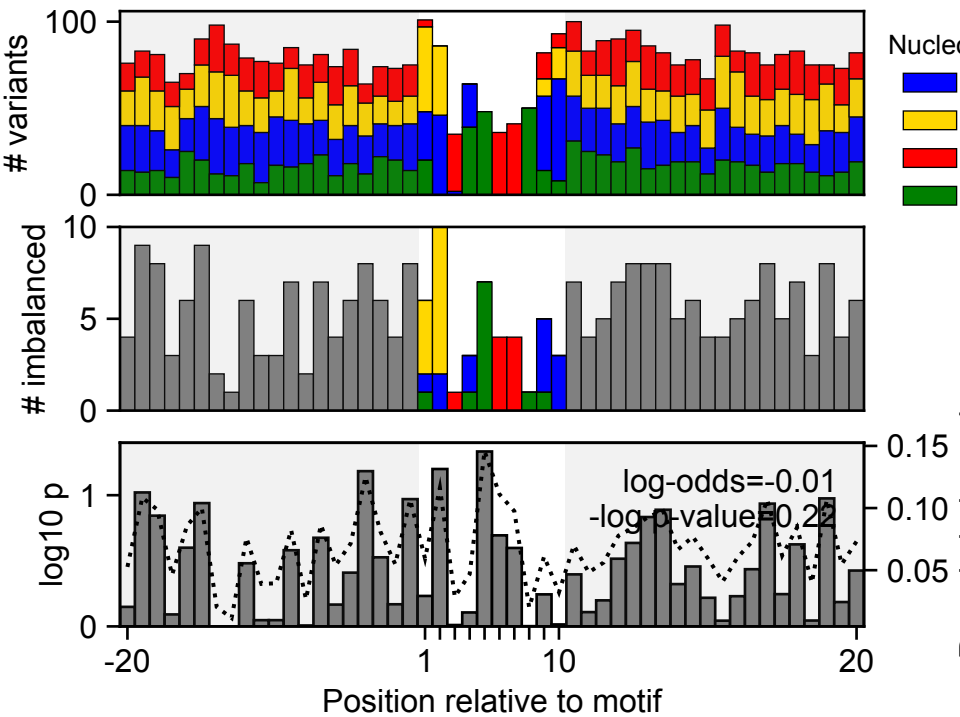 # variants
100
0
Nuclec
# imbalanced
10
5
0
log10 p
1
0
log-odds=-0.01
-log p-value=0.22
0.15
0.10
0.05
-20
1
10
20
Position relative to motif